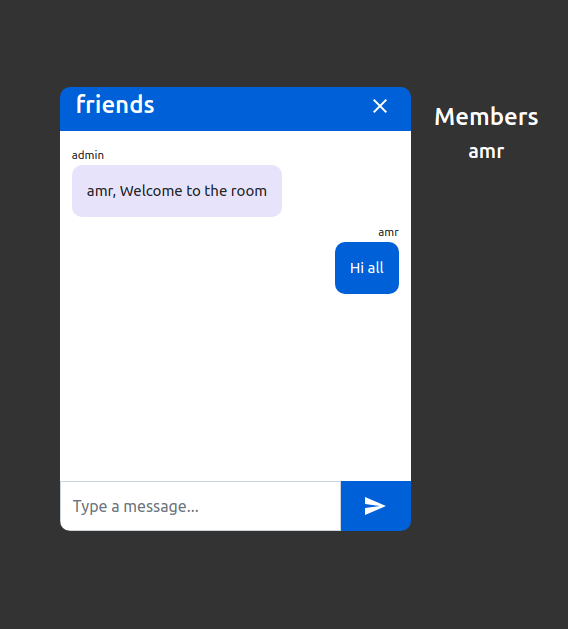 friends
Members
amr
admin
amr, Welcome to the room
amr
Hi all
Type a message...